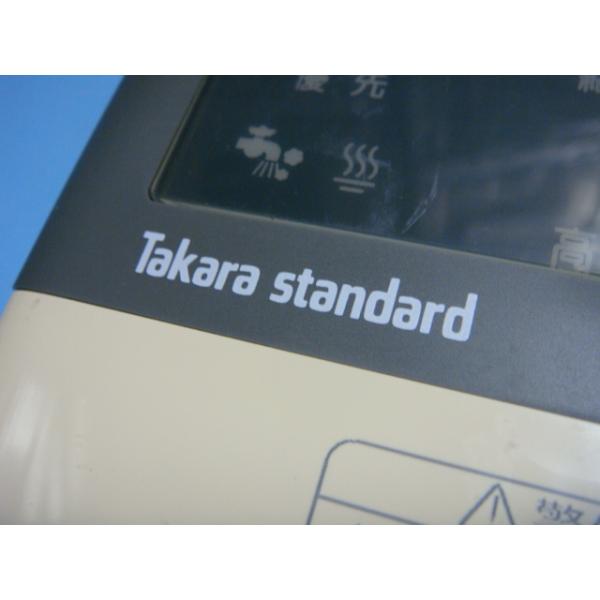 優先
高
Takara standard